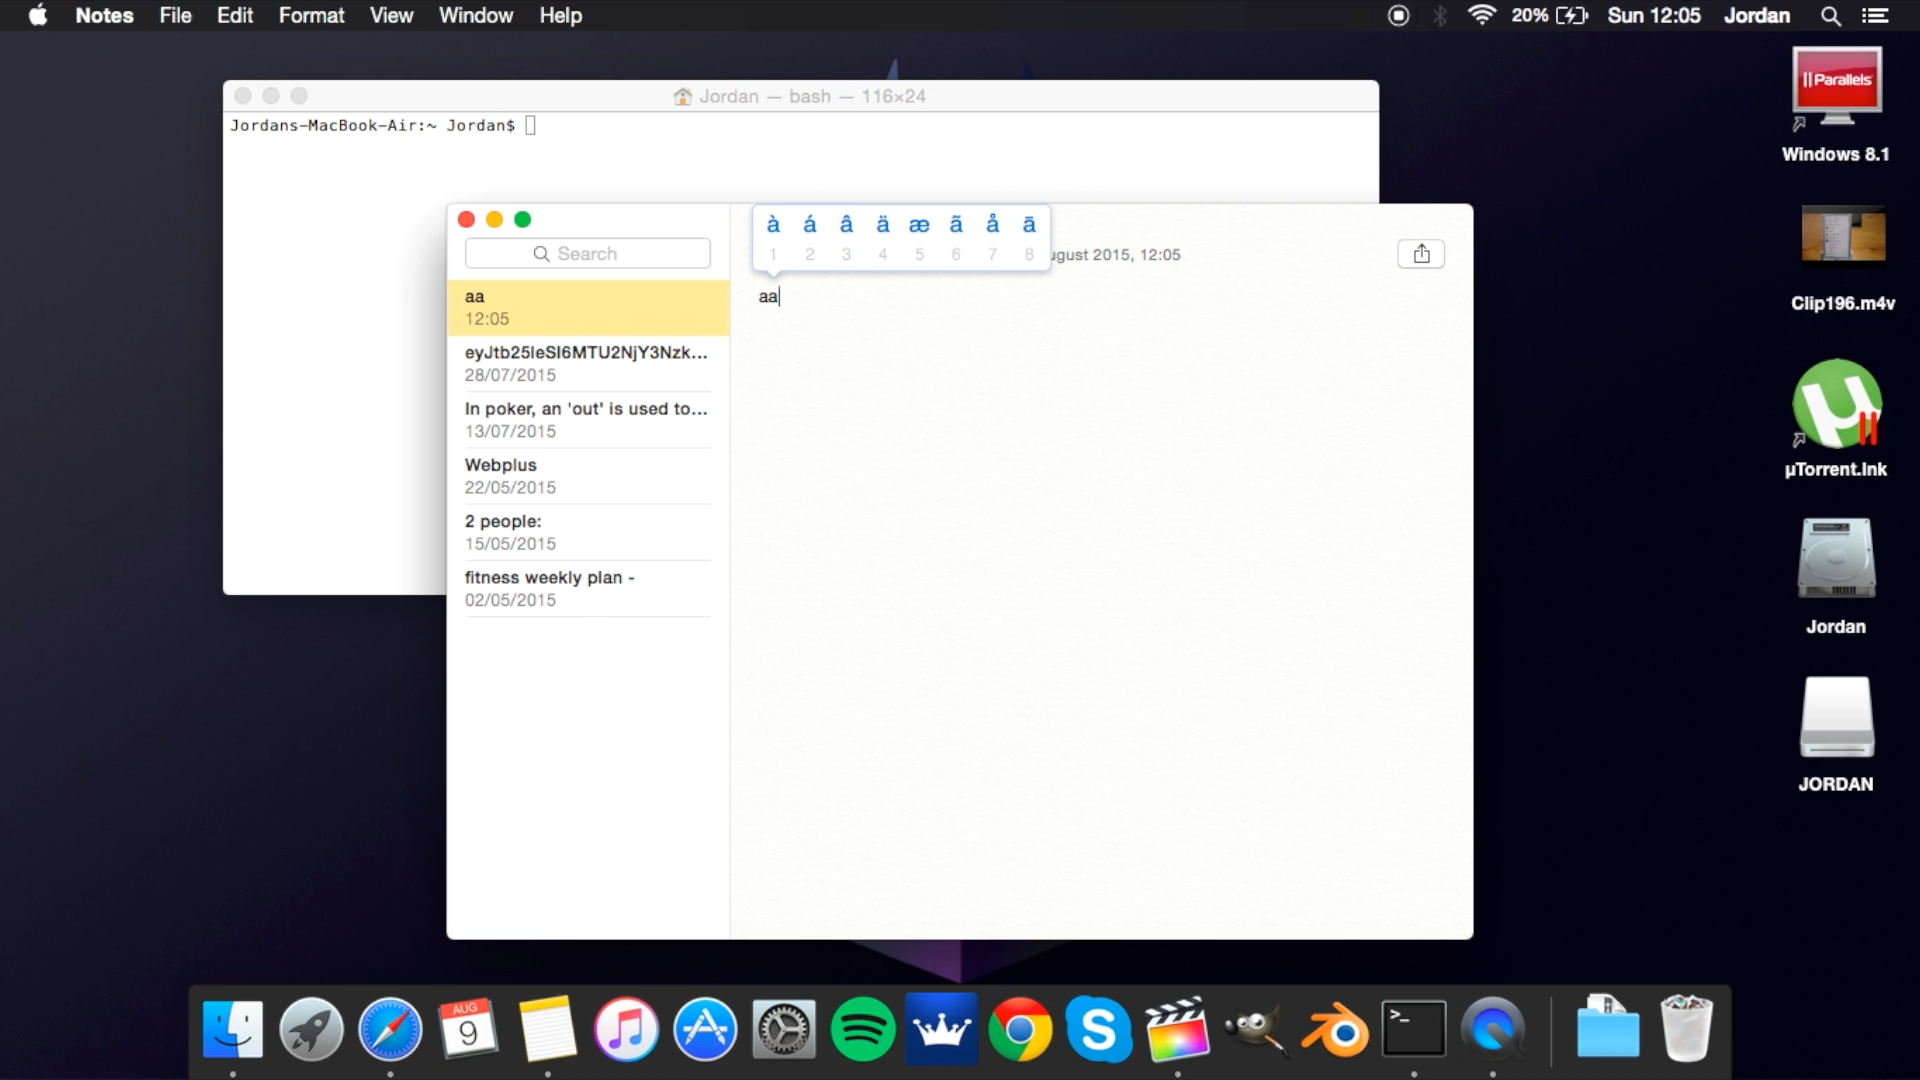 Notes File Edit Format View Window Help
20% Sun 12:05 Jordan
Jordan — bash — 116×24
Jordans-MacBook-Air:~ Jordan$
Search
aa
12:05
eyJtb25leSI6MTU2NjY3Nzk...
28/07/2015
In poker, an 'out' is used to...
13/07/2015
Webplus
22/05/2015
2 people:
15/05/2015
fitness weekly plan -
02/05/2015
à á â ä æ ã å ā
1 2 3 4 5 6 7 8
ugust 2015, 12:05
aa
Parallels
Windows 8.1
Clip196.m4v
µTorrent.lnk
Jordan
JORDAN
AUG
9
>_